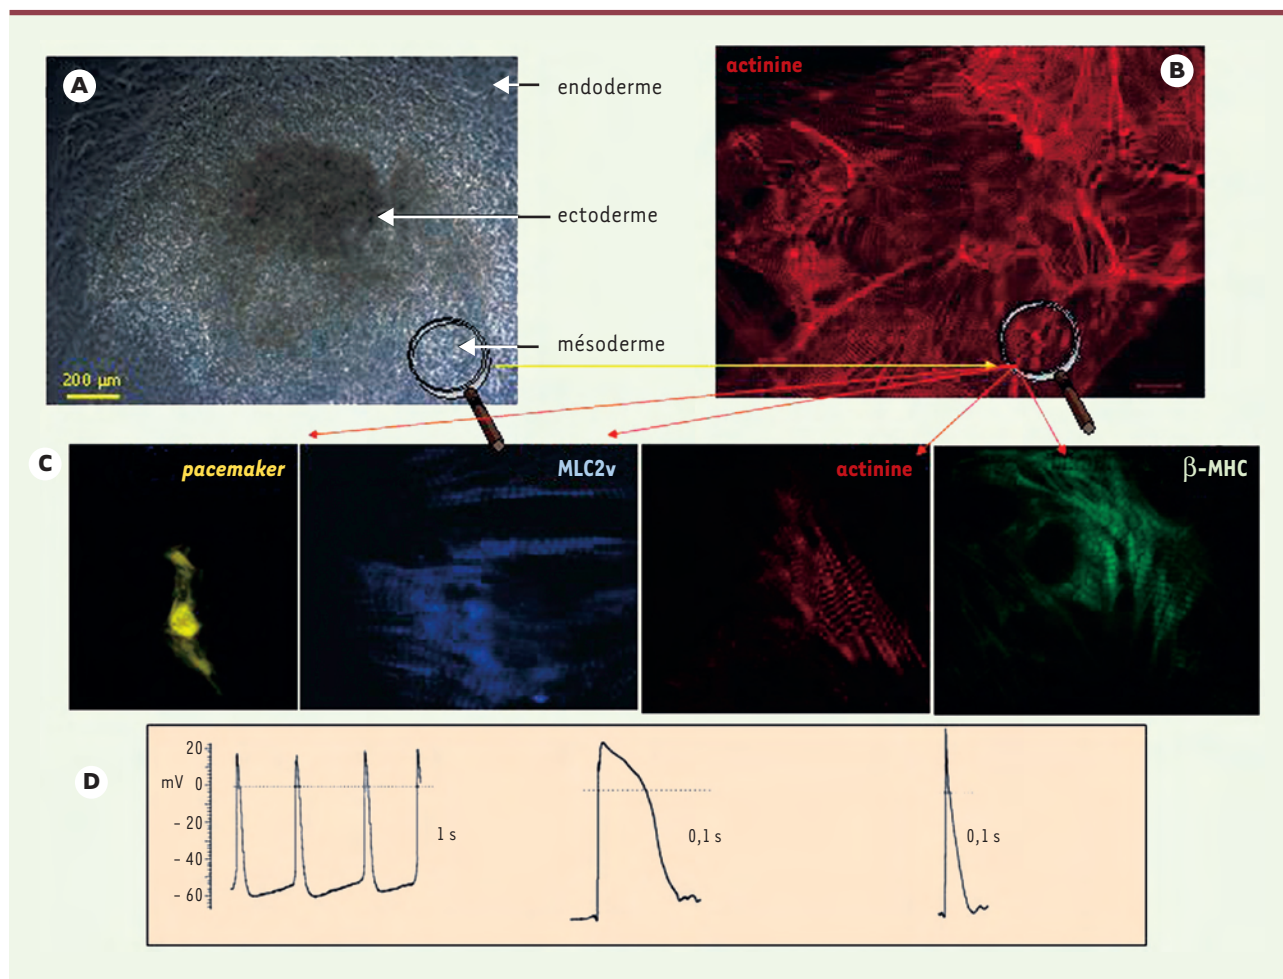 A
endoderme
ectoderme
mésoderme
200 µm
actinine
B
C
pacemaker
MLC2v
actinine
β-MHC
D
20
mV 0
- 20
- 40
- 60
1 s
0,1 s
0,1 s